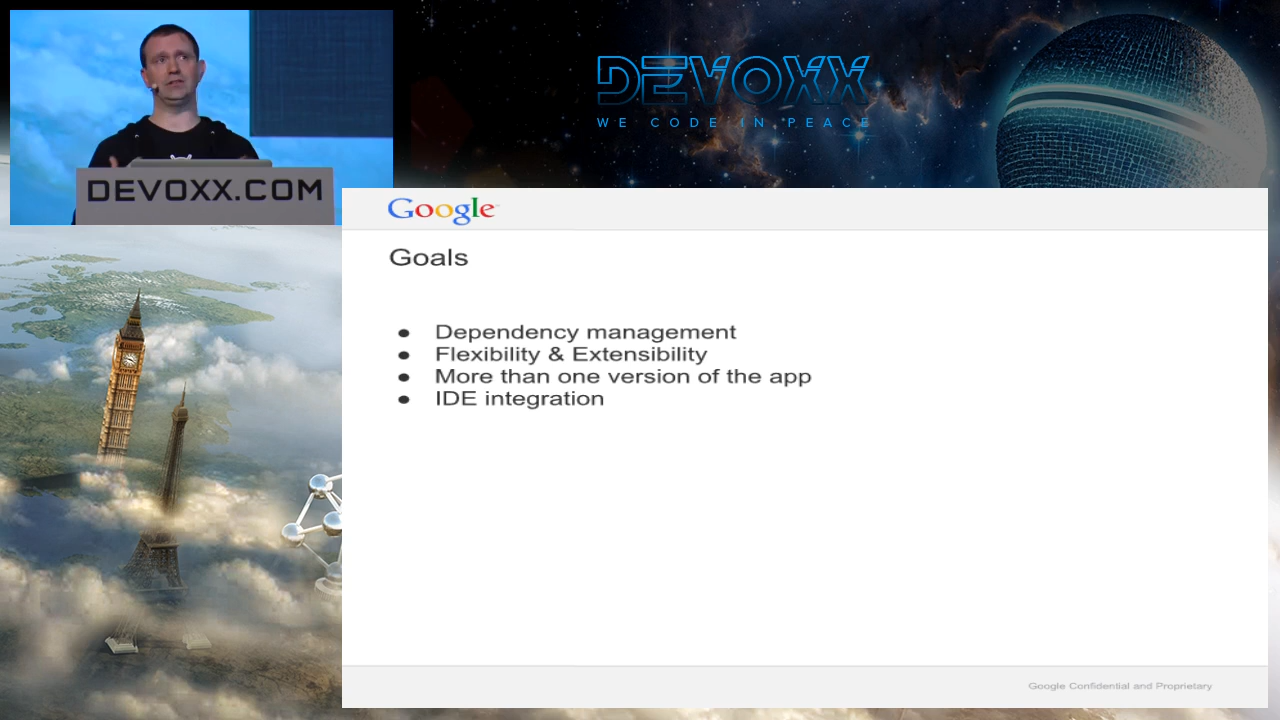 DEVOXX
WE CODE IN PEACE
DEVOXX.COM
Google
Goals
● Dependency management
● Flexibility & Extensibility
● More than one version of the app
● IDE integration
Google Confidential and Proprietary